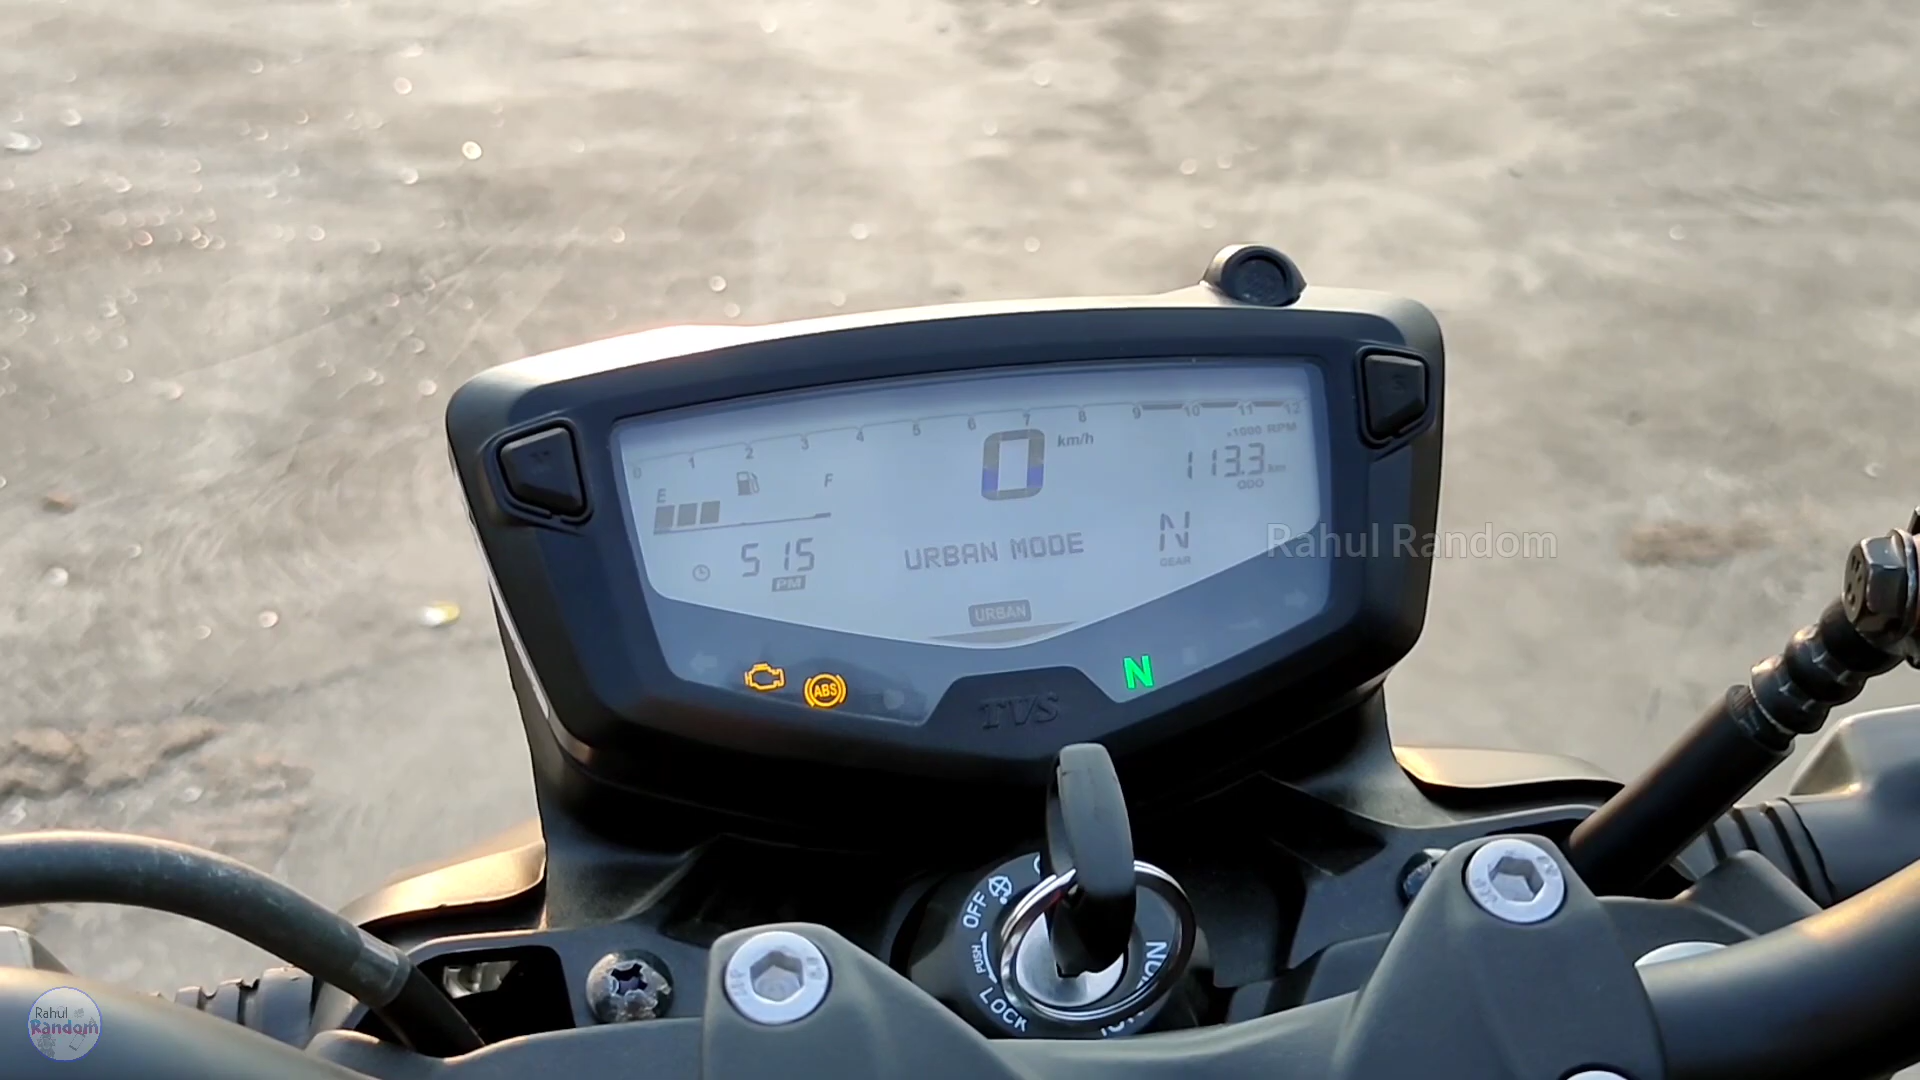 0 1 2 3 4 5 6 7 8 9 10 11 12
x1000 RPM
E F
0 km/h
113.3 km
ODO
5 15
PM
URBAN MODE
N
GEAR
URBAN
ABS
N
TVS
OFF
PUSH
LOCK
Rahul Random
Rahul
Random